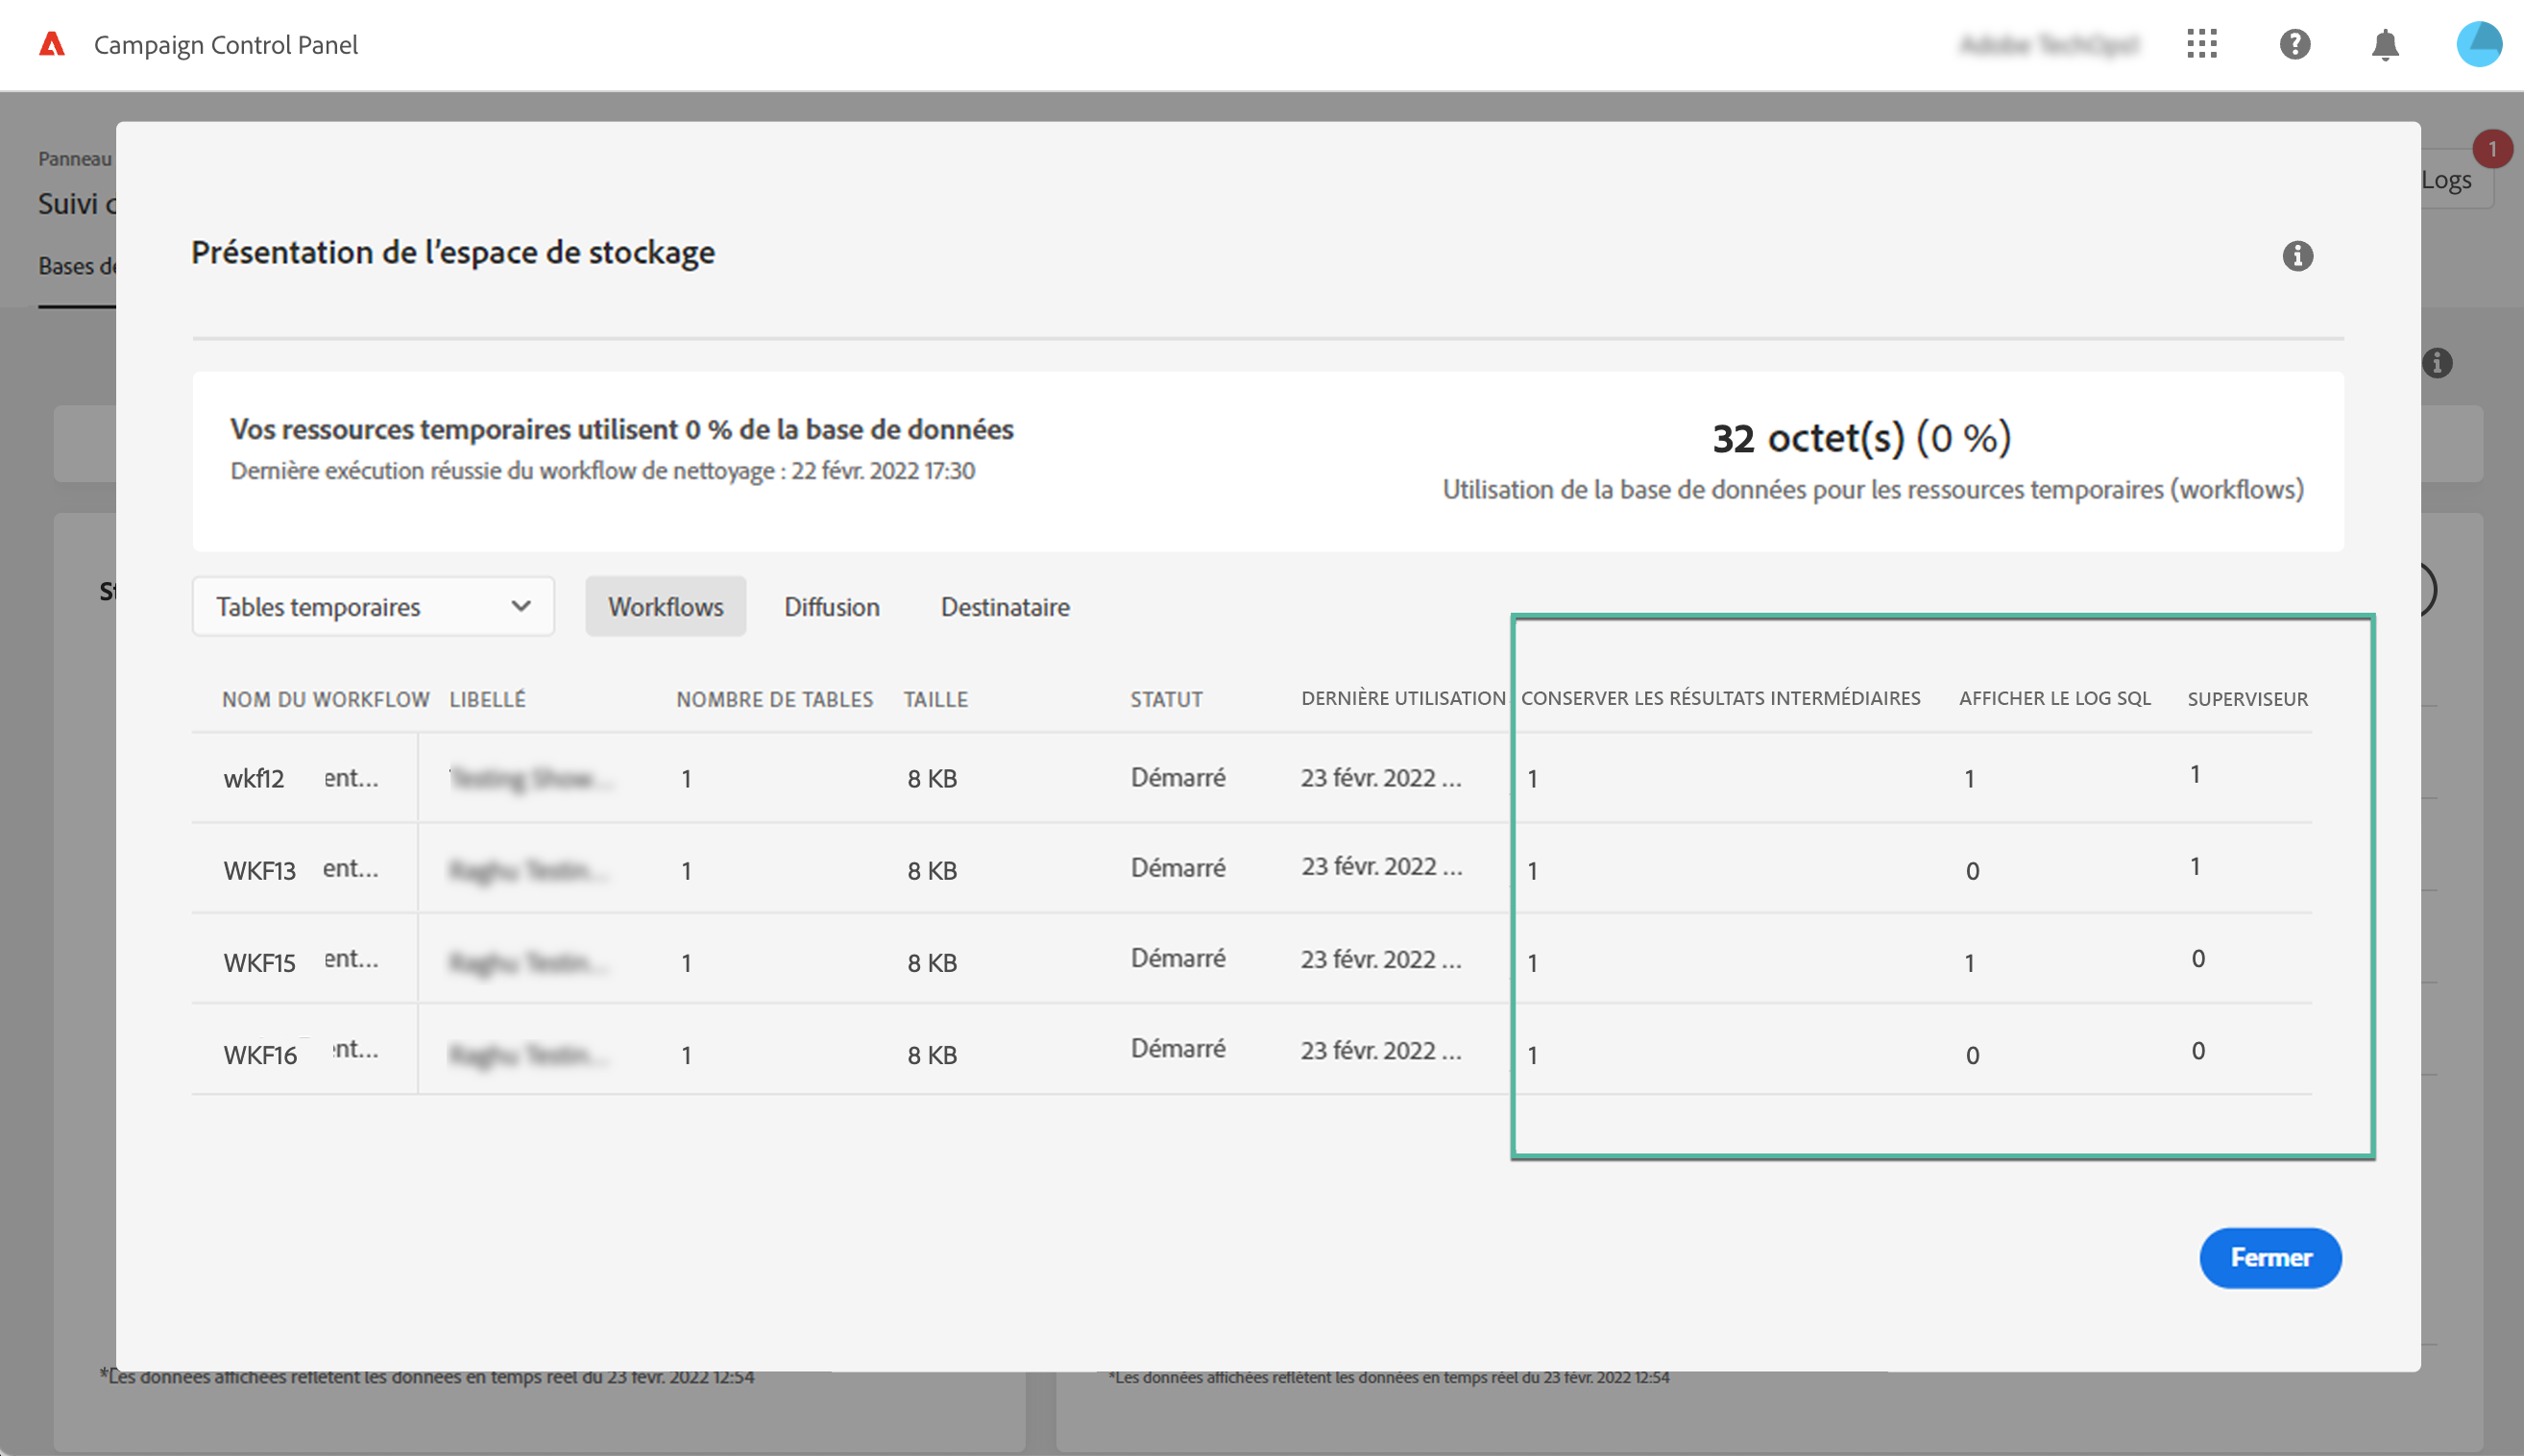 Campaign Control Panel
Panneau
Suivi
1
Logs
Bases de
Présentation de l’espace de stockage
Vos ressources temporaires utilisent 0 % de la base de données
Dernière exécution réussie du workflow de nettoyage : 22 févr. 2022 17:30
32 octet(s) (0 %)
Utilisation de la base de données pour les ressources temporaires (workflows)
Tables temporaires Workflows Diffusion Destinataire
NOM DU WORKFLOW LIBELLÉ NOMBRE DE TABLES TAILLE STATUT DERNIÈRE UTILISATION CONSERVER LES RÉSULTATS INTERMÉDIAIRES AFFICHER LE LOG SQL SUPERVISEUR
wkf12 ent... 1 8 KB Démarré 23 févr. 2022 ... 1 1 1
WKF13 ent... 1 8 KB Démarré 23 févr. 2022 ... 1 0 1
WKF15 ent... 1 8 KB Démarré 23 févr. 2022 ... 1 1 0
WKF16 ent... 1 8 KB Démarré 23 févr. 2022 ... 1 0 0
Fermer
*Les données affichées reflètent les données en temps réel du 23 févr. 2022 12:54
*Les données affichées reflètent les données en temps réel du 23 févr. 2022 12:54